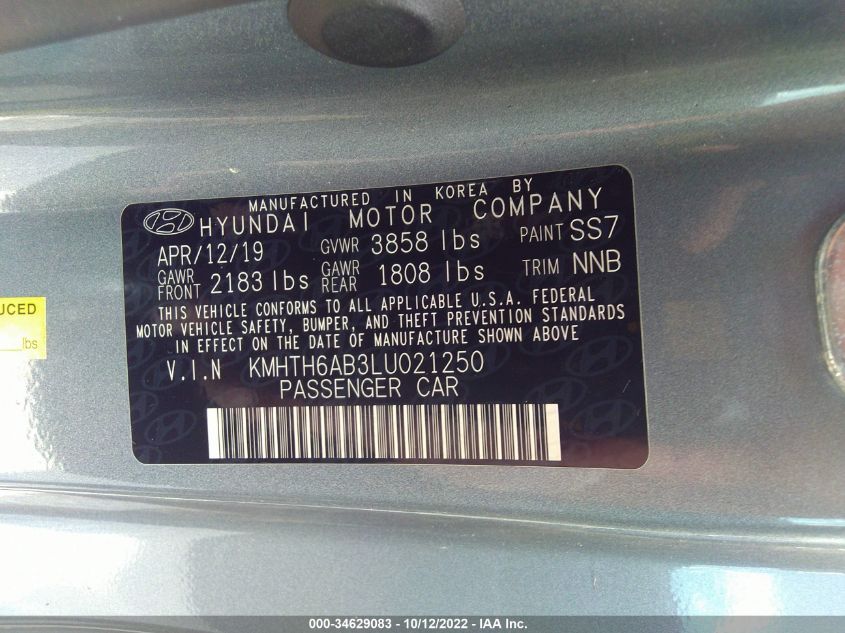 MANUFACTURED IN KOREA BY
HYUNDAI MOTOR COMPANY
APR/12/19 GVWR 3858 lbs PAINT SS7
GAWR FRONT 2183 lbs GAWR REAR 1808 lbs TRIM NNB
THIS VEHICLE CONFORMS TO ALL APPLICABLE U.S.A. FEDERAL
MOTOR VEHICLE SAFETY, BUMPER, AND THEFT PREVENTION STANDARDS
IN EFFECT ON THE DATE OF MANUFACTURE SHOWN ABOVE
V.I.N KMHTH6AB3LU021250
PASSENGER CAR
UCED
lbs
000-34629083 - 10/12/2022 - IAA Inc.